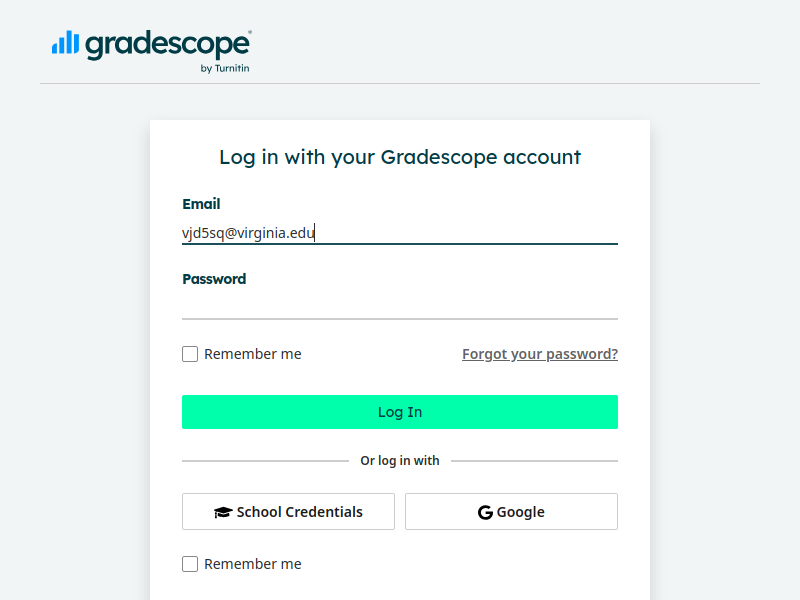 gradescope®
by Turnitin
Log in with your Gradescope account
Email
vjd5sq@virginia.edu
Password
Remember me Forgot your password?
Log In
Or log in with
School Credentials Google
Remember me